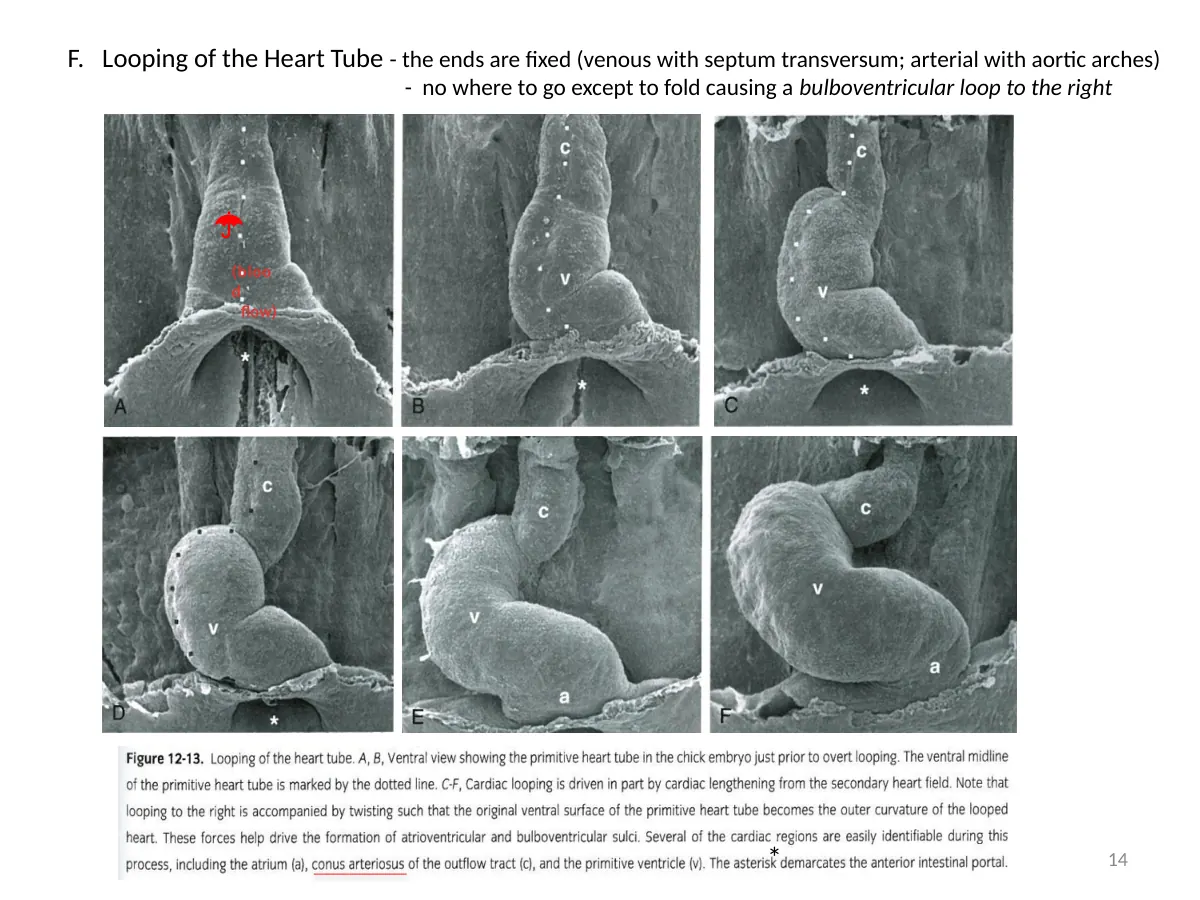 F. Looping of the Heart Tube - the ends are fixed (venous with septum transversum; arterial with aortic arches)
- no where to go except to fold causing a bulboventricular loop to the right
c
c
v
v
flow)
*
*
*
A
B
C
c
c
c
v
v
v
a
a
*
D
E
F
Figure 12-13. Looping of the heart tube. A, B, Ventral view showing the primitive heart tube in the chick embryo just prior to overt looping. The ventral midline
of the primitive heart tube is marked by the dotted line. C-F, Cardiac looping is driven in part by cardiac lengthening from the secondary heart field. Note that
looping to the right is accompanied by twisting such that the original ventral surface of the primitive heart tube becomes the outer curvature of the looped
heart. These forces help drive the formation of atrioventricular and bulboventricular sulci. Several of the cardiac regions are easily identifiable during this
process, including the atrium (a), conus arteriosus of the outflow tract (c), and the primitive ventricle (v). The asterisk demarcates the anterior intestinal portal.
*
14